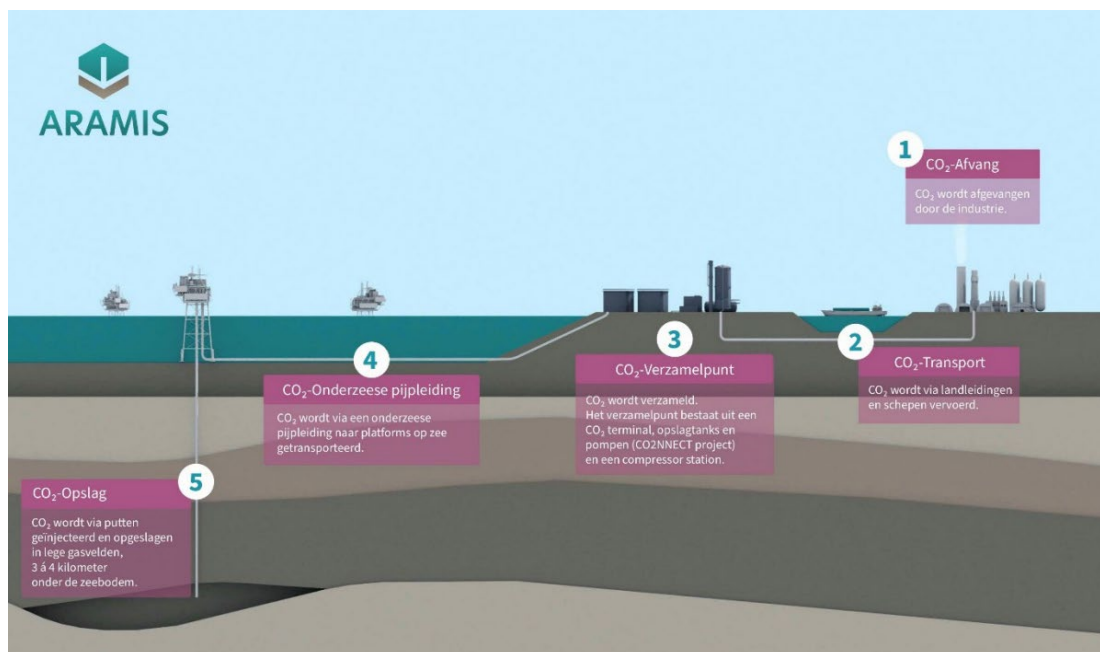 ARAMIS
1
CO₂-Afvang
CO₂ wordt afgevangen
door de industrie.
2
CO₂-Transport
CO₂ wordt via landleidingen
en schepen vervoerd.
3
CO₂-Verzamelpunt
CO₂ wordt verzameld.
Het verzamelpunt bestaat uit een
CO₂ terminal, opslagtanks en
pompen (CO2NNECT project)
en een compressor station.
4
CO₂-Onderzeese pijpleiding
CO₂ wordt via een onderzeese
pijpleiding naar platforms op zee
getransporteerd.
5
CO₂-Opslag
CO₂ wordt via putten
geïnjecteerd en opgeslagen
in lege gasvelden,
3 á 4 kilometer
onder de zeebodem.